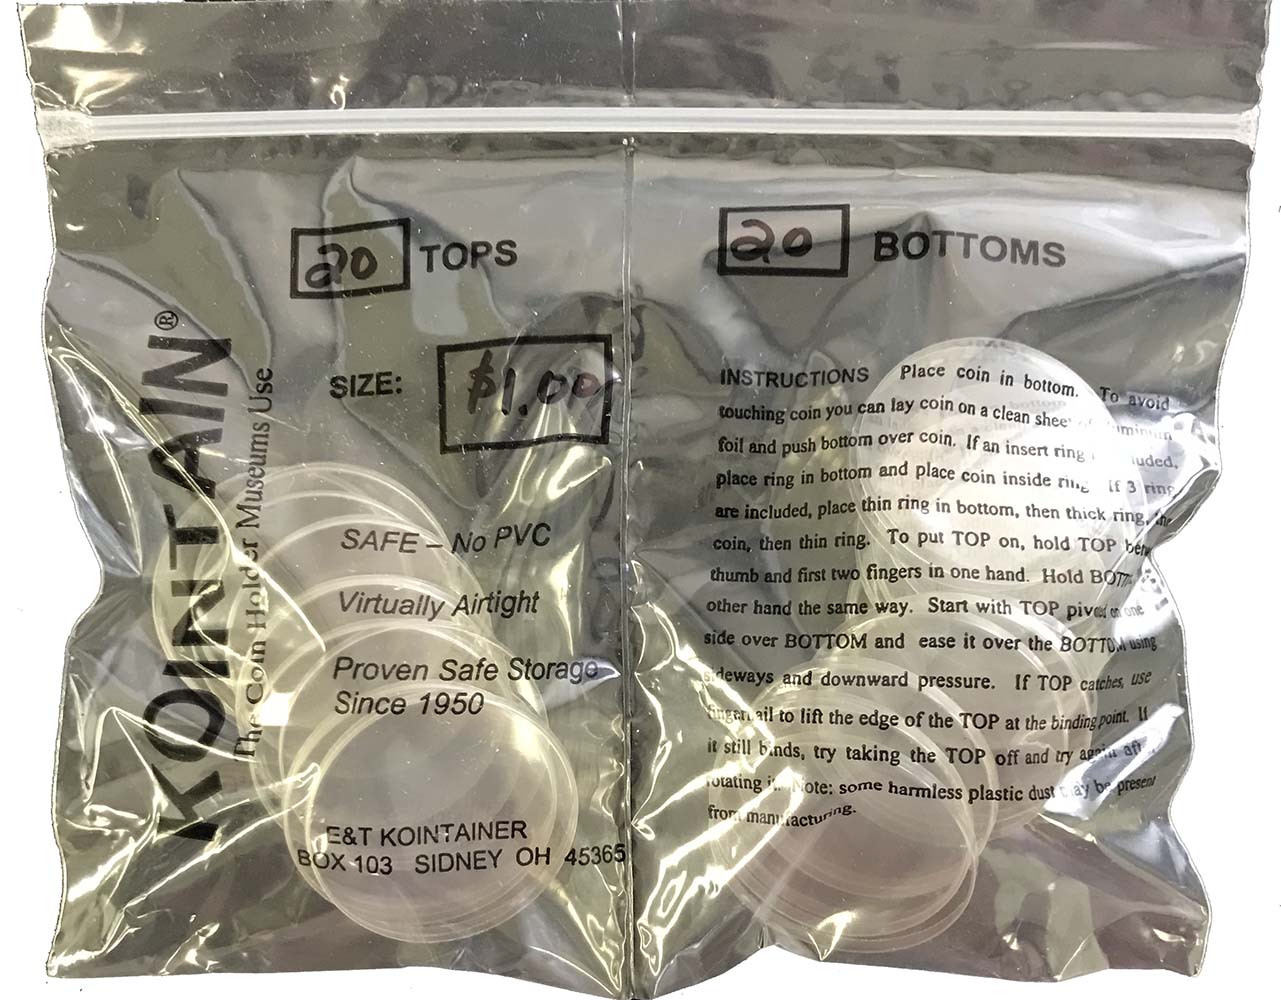 20 TOPS
SIZE: $1.00
KOINTAIN®
The Coin Holder Museums Use
SAFE – No PVC
Virtually Airtight
Proven Safe Storage
Since 1950
E&T KOINTAINER
BOX 103 SIDNEY OH 45365
20 BOTTOMS
INSTRUCTIONS Place coin in bottom. To avoid
touching coin you can lay coin on a clean
foil and push bottom over coin. If an insert ring
place ring in bottom and place coin inside ring. If 3 ring
are included, place thin ring in bottom, then thick ring,
coin, then thin ring. To put TOP on, hold TOP
thumb and first two fingers in one hand. Hold
other hand the same way. Start with TOP on one
side over BOTTOM and ease it over the BOTTOM using
sideways and downward pressure. If TOP catches, use
fingernail to lift the edge of the TOP at the binding point. If
it still binds, try taking the TOP off and try again
rotating Note: some harmless plastic dust may be present
from manufacturing.